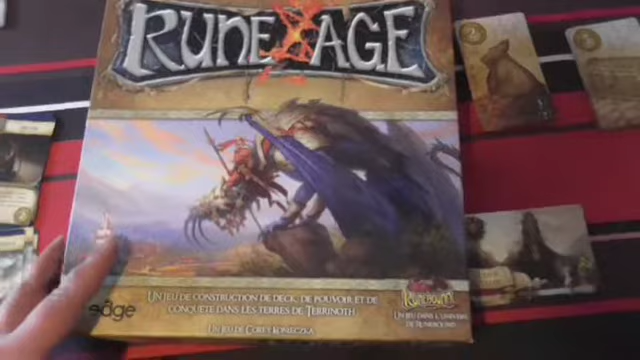 RUNE AGE
UN JEU DE CONSTRUCTION DE DECK, DE POUVOIR ET DE
CONQUÊTE DANS LES TERRES DE TERRINOTH
UN JEU DE COREY KONIECZKA
edge
RUNEBOUND
UN JEU DANS L'UNIVERS
DE RUNEBOUND